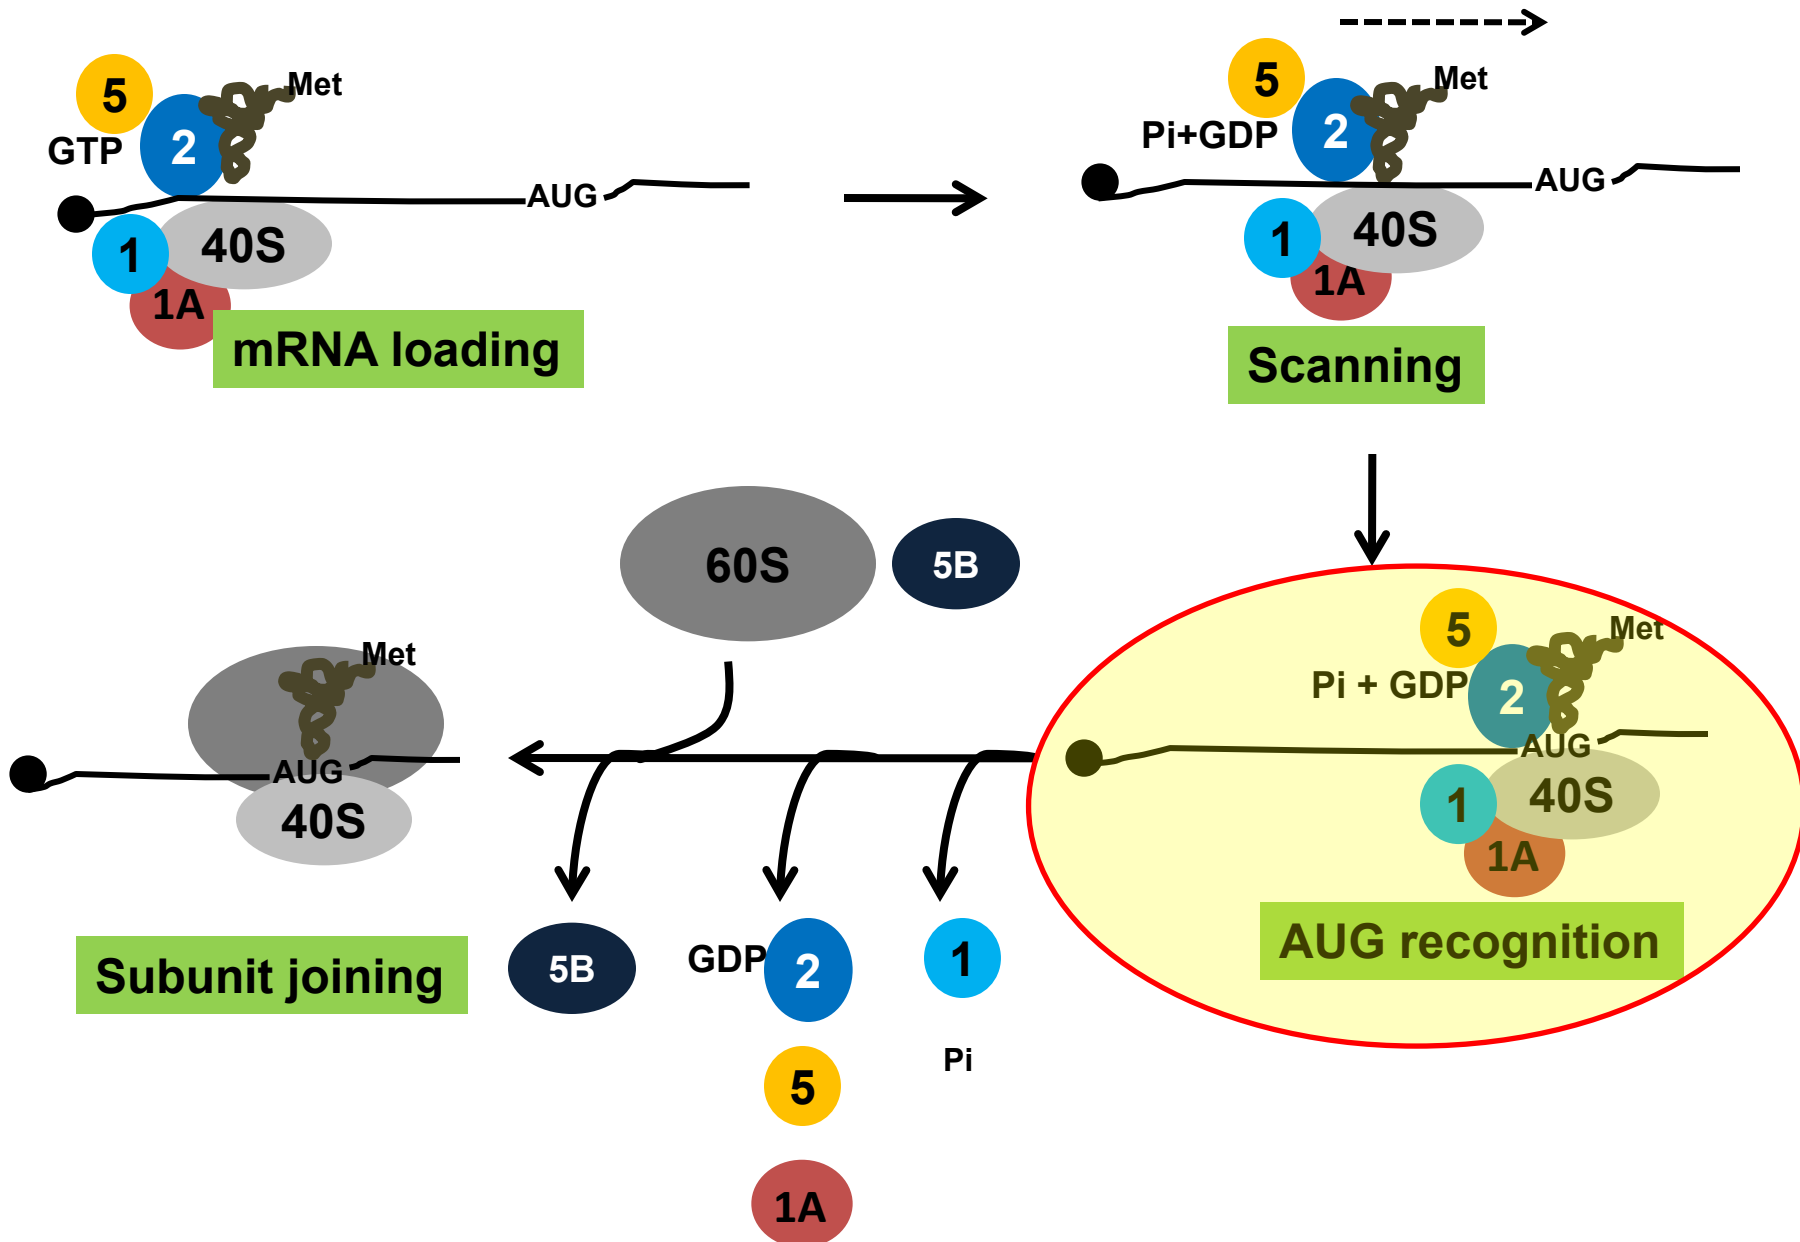 5
Met
GTP
2
AUG
1
40S
1A
mRNA loading
5
Met
Pi+GDP
2
AUG
1
40S
1A
Scanning
60S
5B
5
Met
Pi + GDP
2
AUG
1
40S
1A
AUG recognition
Met
AUG
40S
Subunit joining
5B
GDP
2
5
1A
1
Pi